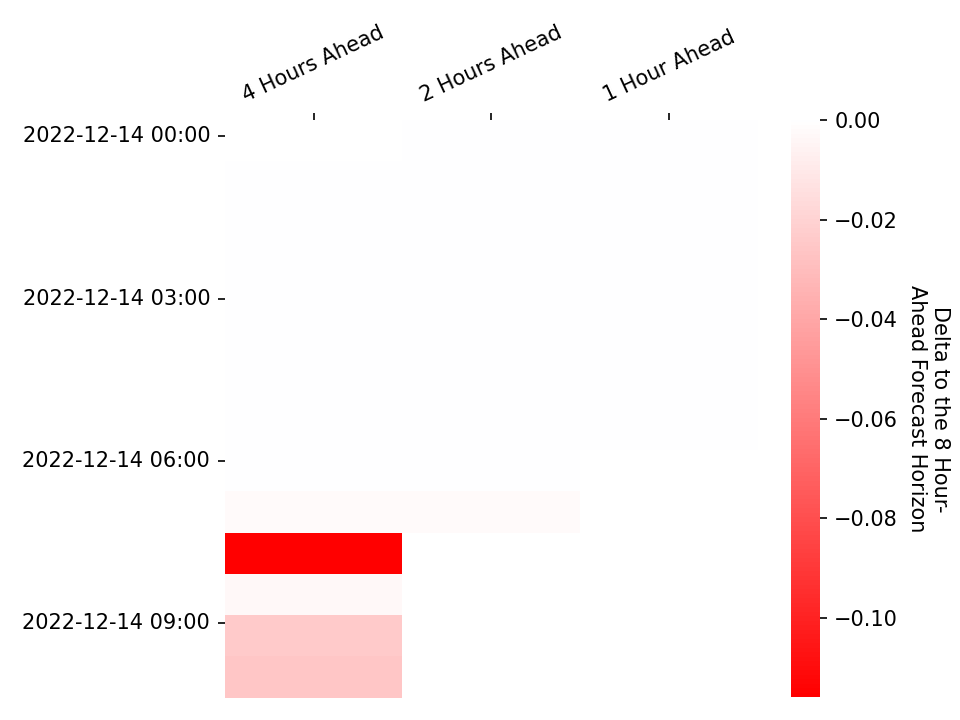 4 Hours Ahead
2 Hours Ahead
1 Hour Ahead
2022-12-14 00:00
2022-12-14 03:00
2022-12-14 06:00
2022-12-14 09:00
0.00
−0.02
−0.04
−0.06
−0.08
−0.10
Delta to the 8 Hour-
Ahead Forecast Horizon